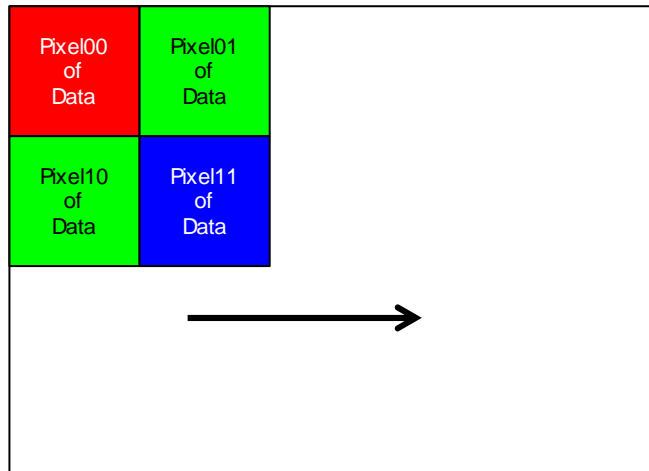 Pixel00
of
Data
Pixel01
of
Data
Pixel10
of
Data
Pixel11
of
Data